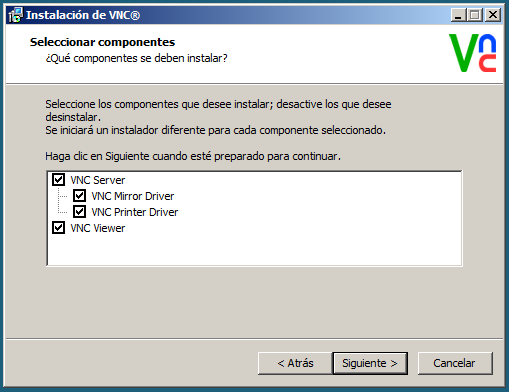 Instalación de VNC®
Seleccionar componentes
¿Qué componentes se deben instalar?
Vnc
Seleccione los componentes que desee instalar; desactive los que desee
desinstalar.
Se iniciará un instalador diferente para cada componente seleccionado.
Haga clic en Siguiente cuando esté preparado para continuar.
VNC Server
VNC Mirror Driver
VNC Printer Driver
VNC Viewer
< Atrás
Siguiente >
Cancelar